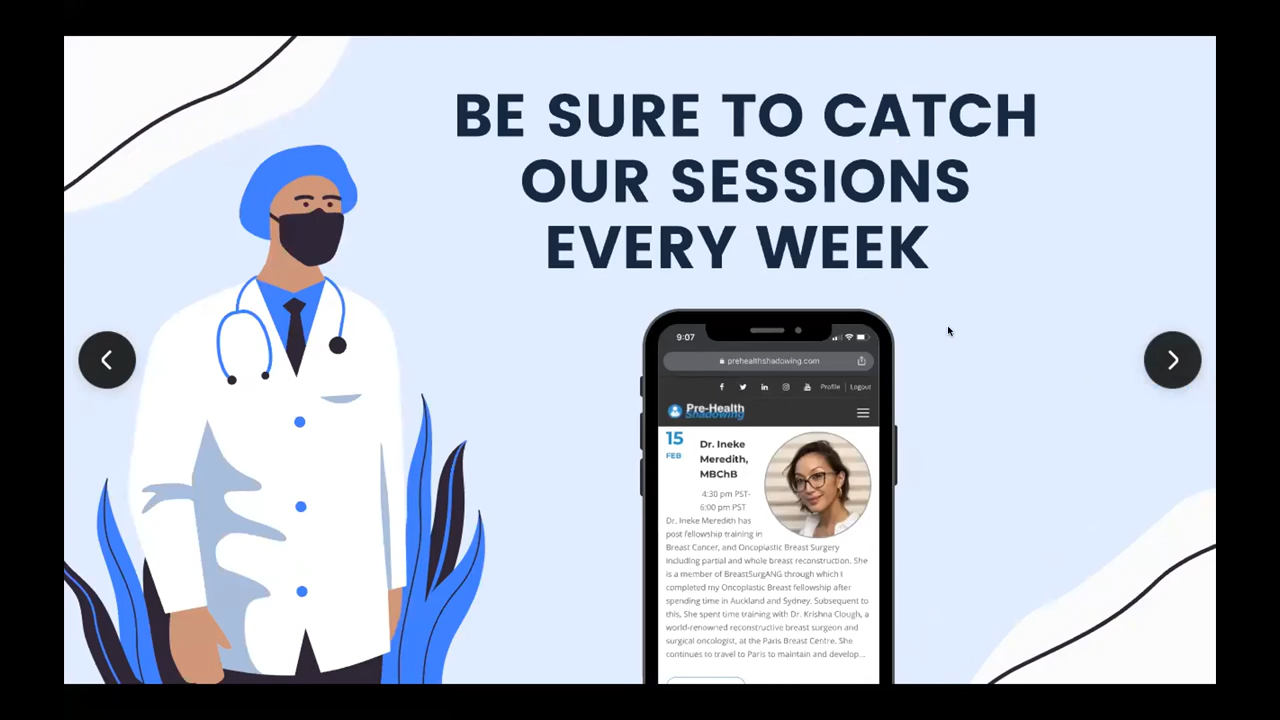 BE SURE TO CATCH
OUR SESSIONS
EVERY WEEK
9:07
prehealthshadowing.com
Profile | Logout
Pre-Health
Shadowing
15
FEB
Dr. Ineke
Meredith,
MBChB
4:30 pm PST-
6:00 pm PST
Dr. Ineke Meredith has
post fellowship training in
Breast Cancer, and Oncoplastic Breast Surgery
including partial and whole breast reconstruction. She
is a member of BreastSurgANG through which I
completed my Oncoplastic Breast fellowship after
spending time in Auckland and Sydney. Subsequent to
this, She spent time training with Dr. Krishna Clough, a
world-renowned reconstructive breast surgeon and
surgical oncologist, at the Paris Breast Centre. She
continues to travel to Paris to maintain and develop...